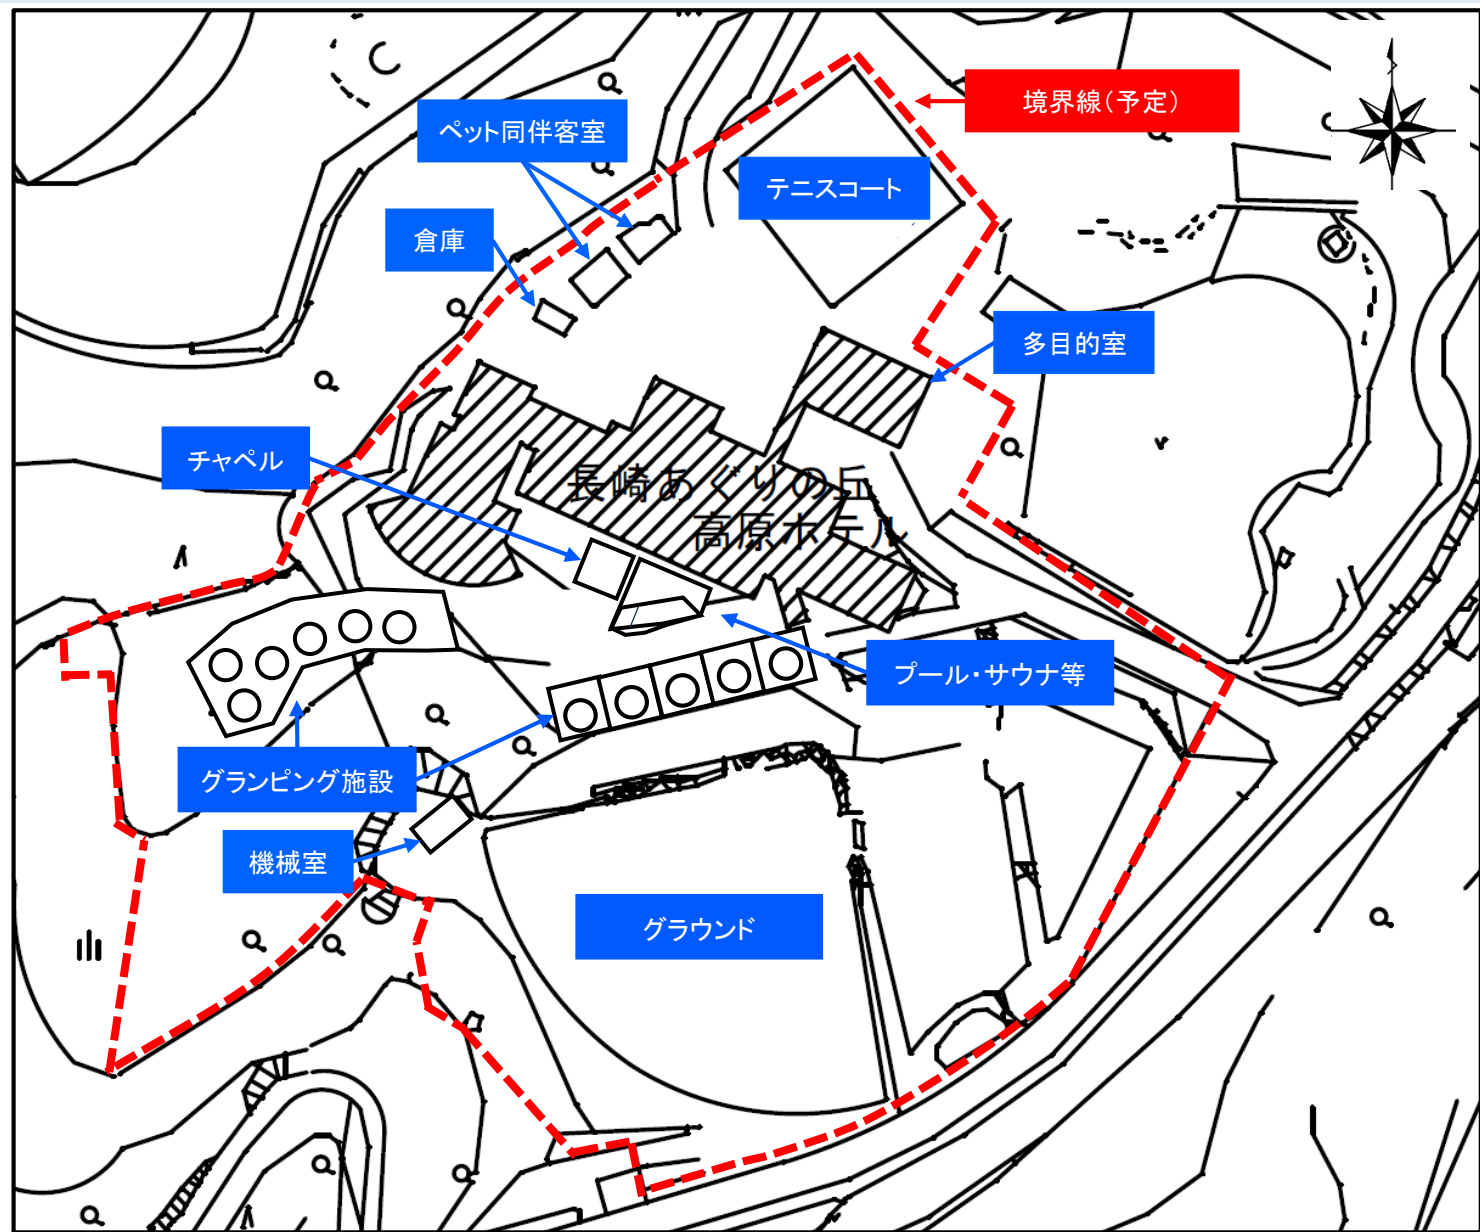 境界線(予定)
ペット同伴客室
テニスコート
倉庫
多目的室
チャペル
長崎あぐりの丘
高原ホテル
プール・サウナ等
グランピング施設
機械室
グラウンド